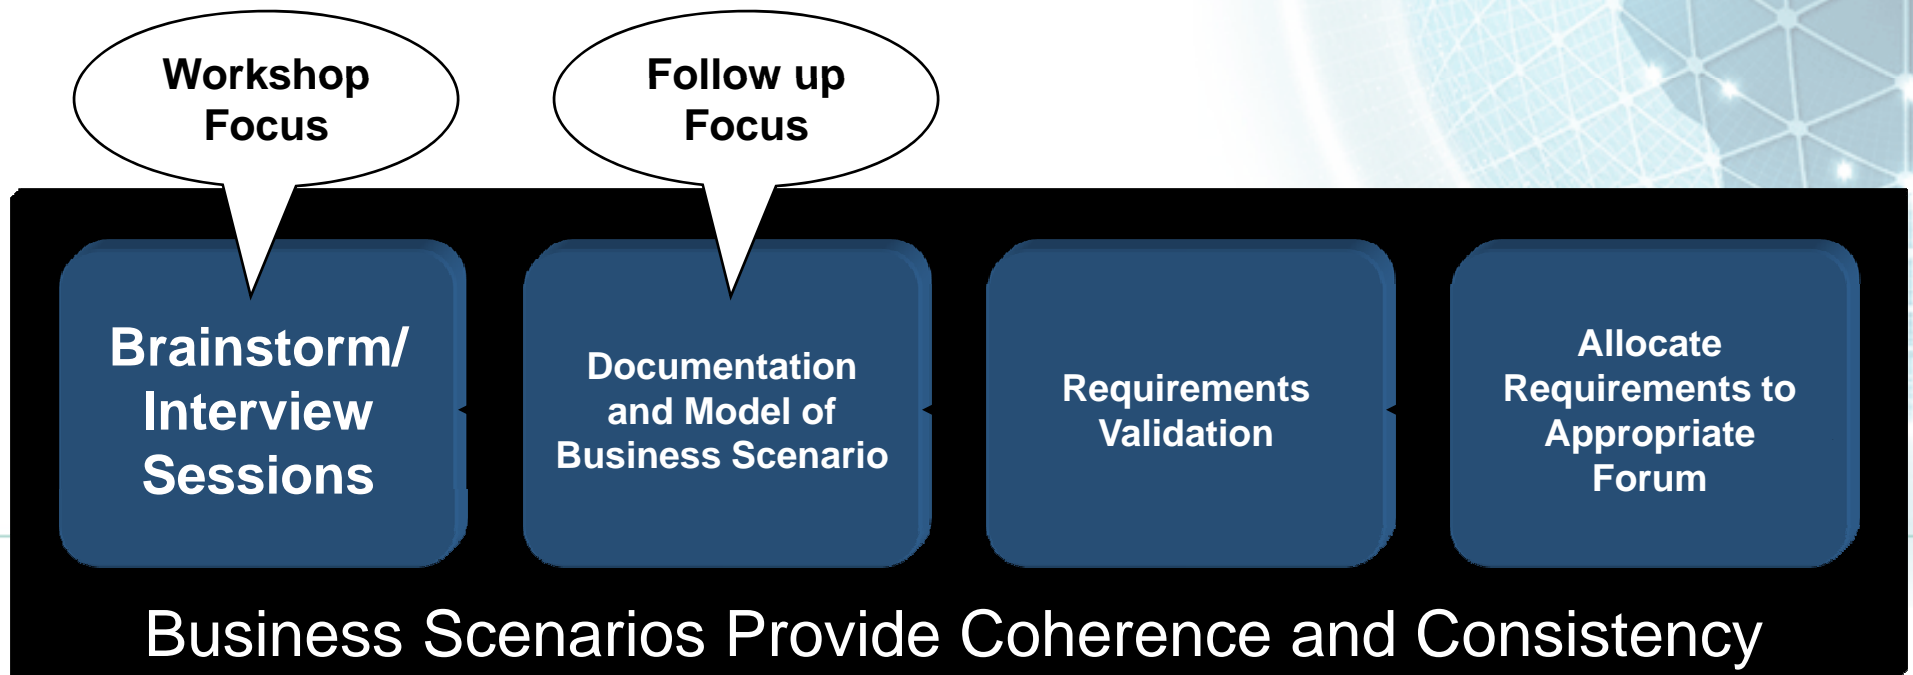 Workshop
Focus
Follow up
Focus
Brainstorm/
Interview
Sessions
Documentation
and Model of
Business Scenario
Requirements
Validation
Allocate
Requirements to
Appropriate
Forum
Business Scenarios Provide Coherence and Consistency